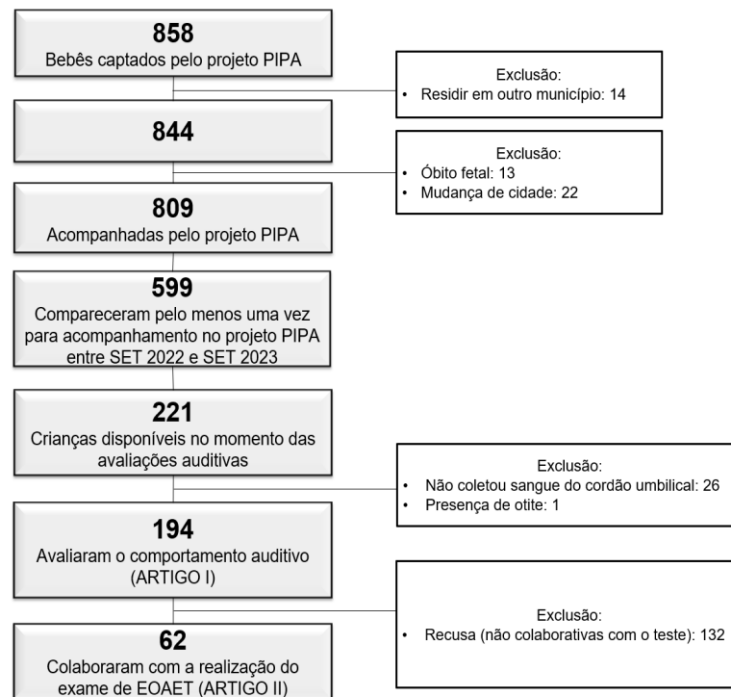 858
Bebês captados pelo projeto PIPA
Exclusão:
• Residir em outro município: 14
844
Exclusão:
• Óbito fetal: 13
• Mudança de cidade: 22
809
Acompanhadas pelo projeto PIPA
599
Compareceram pelo menos uma vez
para acompanhamento no projeto PIPA
entre SET 2022 e SET 2023
221
Crianças disponíveis no momento das
avaliações auditivas
Exclusão:
• Não coletou sangue do cordão umbilical: 26
• Presença de otite: 1
194
Avaliaram o comportamento auditivo
(ARTIGO I)
Exclusão:
• Recusa (não colaborativas com o teste): 132
62
Colaboraram com a realização do
exame de EOAET (ARTIGO II)